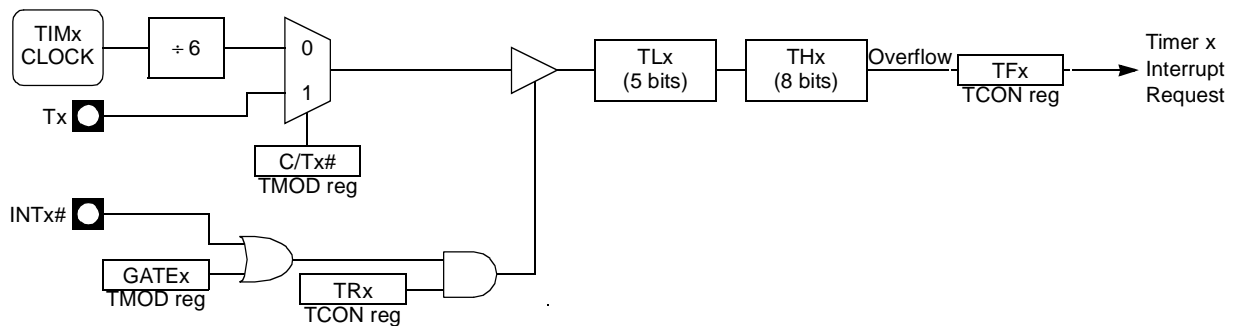 TIMx
CLOCK
÷ 6
0
1
Tx
C/Tx#
TMOD reg
TLx
(5 bits)
THx
(8 bits)
Overflow
TFx
TCON reg
Timer x
Interrupt
Request
INTx#
GATEx
TMOD reg
TRx
TCON reg